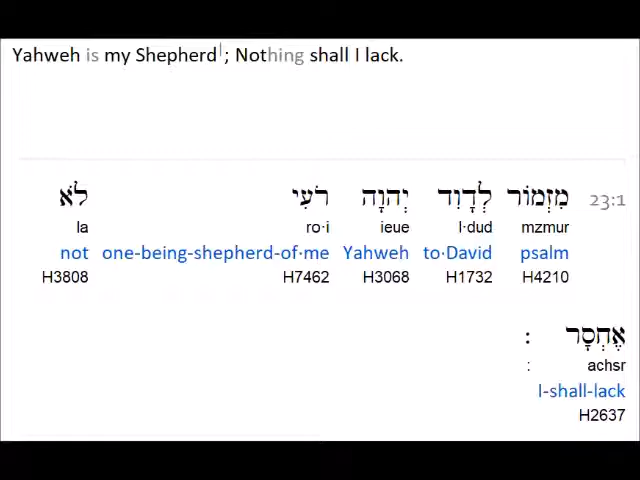 Yahweh is my Shepherd|; Nothing shall I lack.
23:1 מִזְמוֹר לְדָוִד יְהוָה רֹעִי לֹא
mzmur l·dud ieue ro·i la
psalm to·David Yahweh one-being-shepherd-of·me not
H4210 H1732 H3068 H7462 H3808
אֶחְסָר :
achsr :
I-shall-lack
H2637